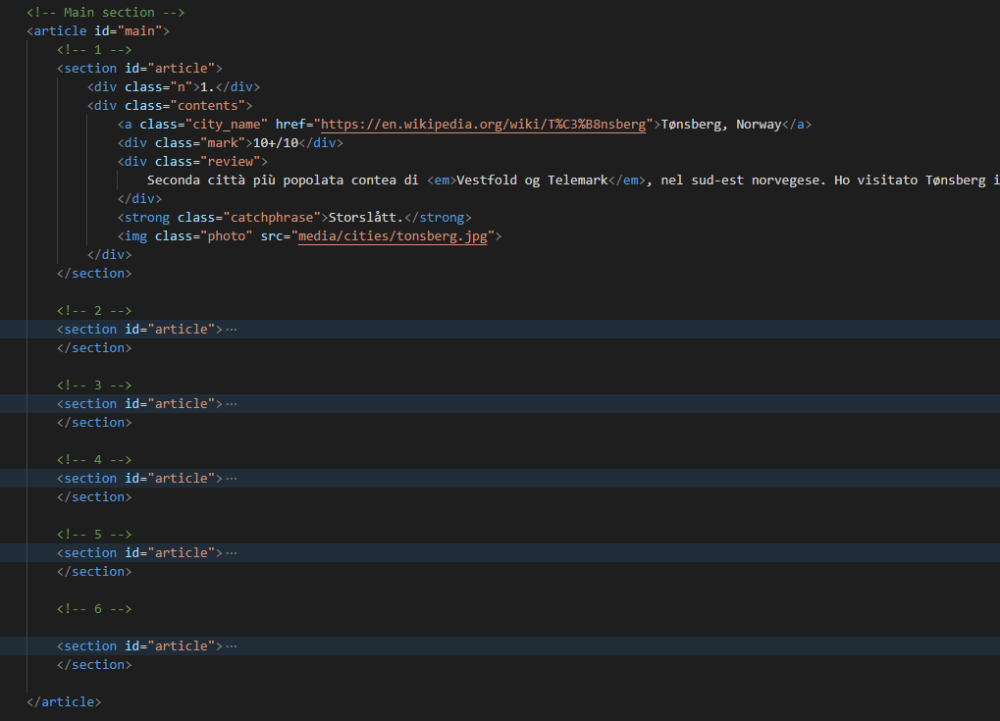 <!-- Main section -->
<article id="main">
<!-- 1 -->
<section id="article">
<div class="n">1.</div>
<div class="contents">
<a class="city_name" href="https://en.wikipedia.org/wiki/T%C3%B8nsberg">Tønsberg, Norway</a>
<div class="mark">10+/10</div>
<div class="review">
Seconda città più popolata contea di <em>Vestfold og Telemark</em>, nel sud-est norvegese. Ho visitato Tønsberg i
</div>
<strong class="catchphrase">Storslått.</strong>
<img class="photo" src="media/cities/tonsberg.jpg">
</div>
</section>
<!-- 2 -->
<section id="article">...
</section>
<!-- 3 -->
<section id="article">...
</section>
<!-- 4 -->
<section id="article">...
</section>
<!-- 5 -->
<section id="article">...
</section>
<!-- 6 -->
<section id="article">...
</section>
</article>